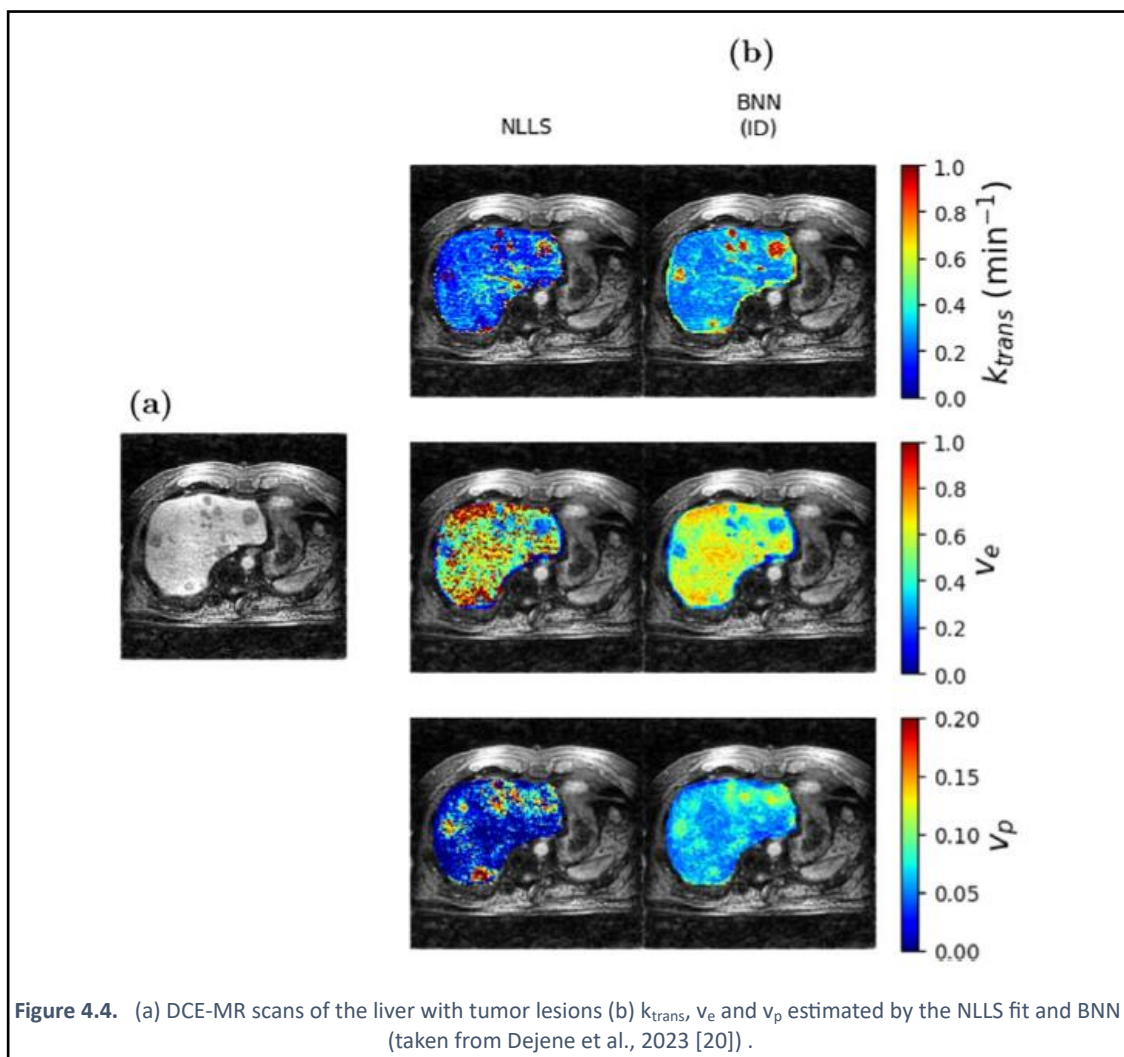 (b)
NLLS
BNN
(ID)
1.0
0.8
0.6
0.4
0.2
0.0
k_trans (min⁻¹)
(a)
1.0
0.8
0.6
0.4
0.2
0.0
v_e
0.20
0.15
0.10
0.05
0.00
v_p
Figure 4.4. (a) DCE-MR scans of the liver with tumor lesions (b) k_trans, v_e and v_p estimated by the NLLS fit and BNN
(taken from Dejene et al., 2023 [20]) .